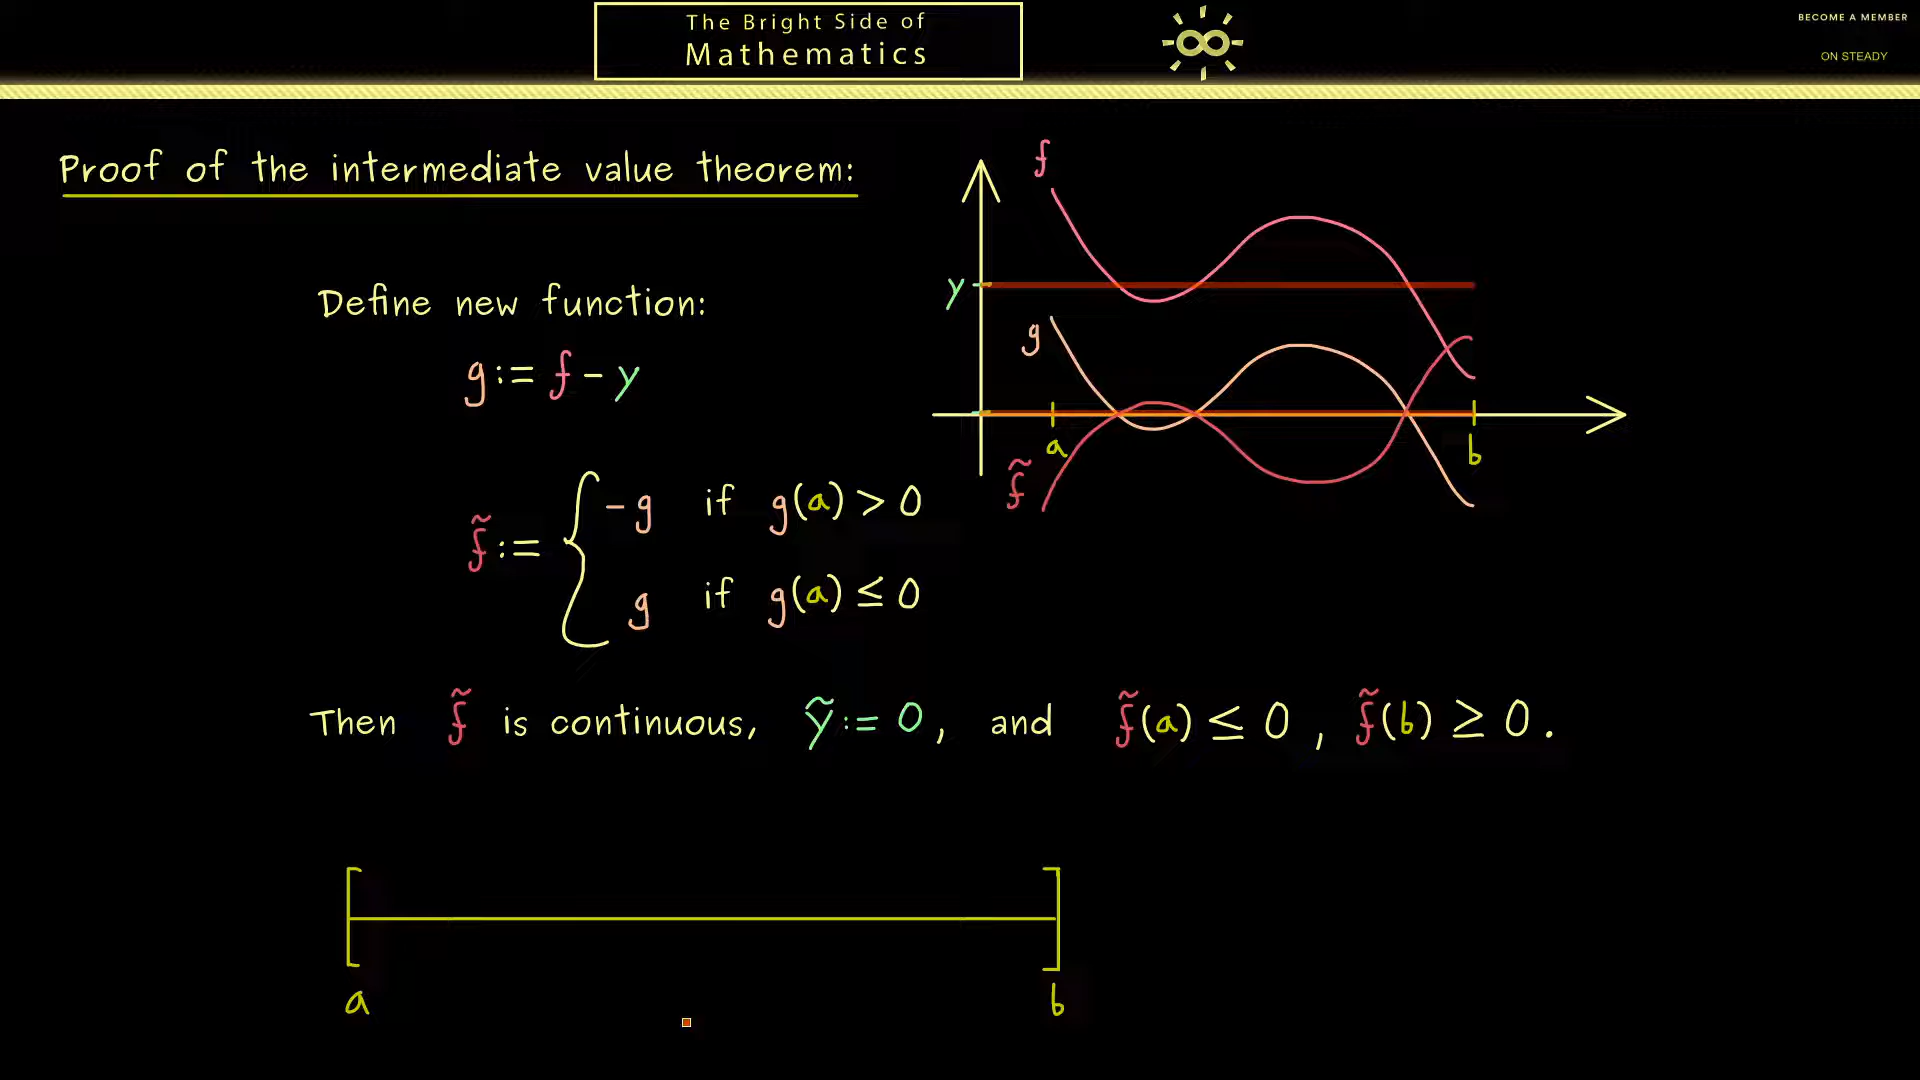 The Bright Side of
Mathematics
BECOME A MEMBER
ON STEADY
Proof of the intermediate value theorem:
f
y
g
a
b
f̃
Define new function:
g := f - y
f̃ := { -g if g(a) > 0
g if g(a) ≤ 0
Then f̃ is continuous, ỹ := 0, and f̃(a) ≤ 0, f̃(b) ≥ 0.
a b